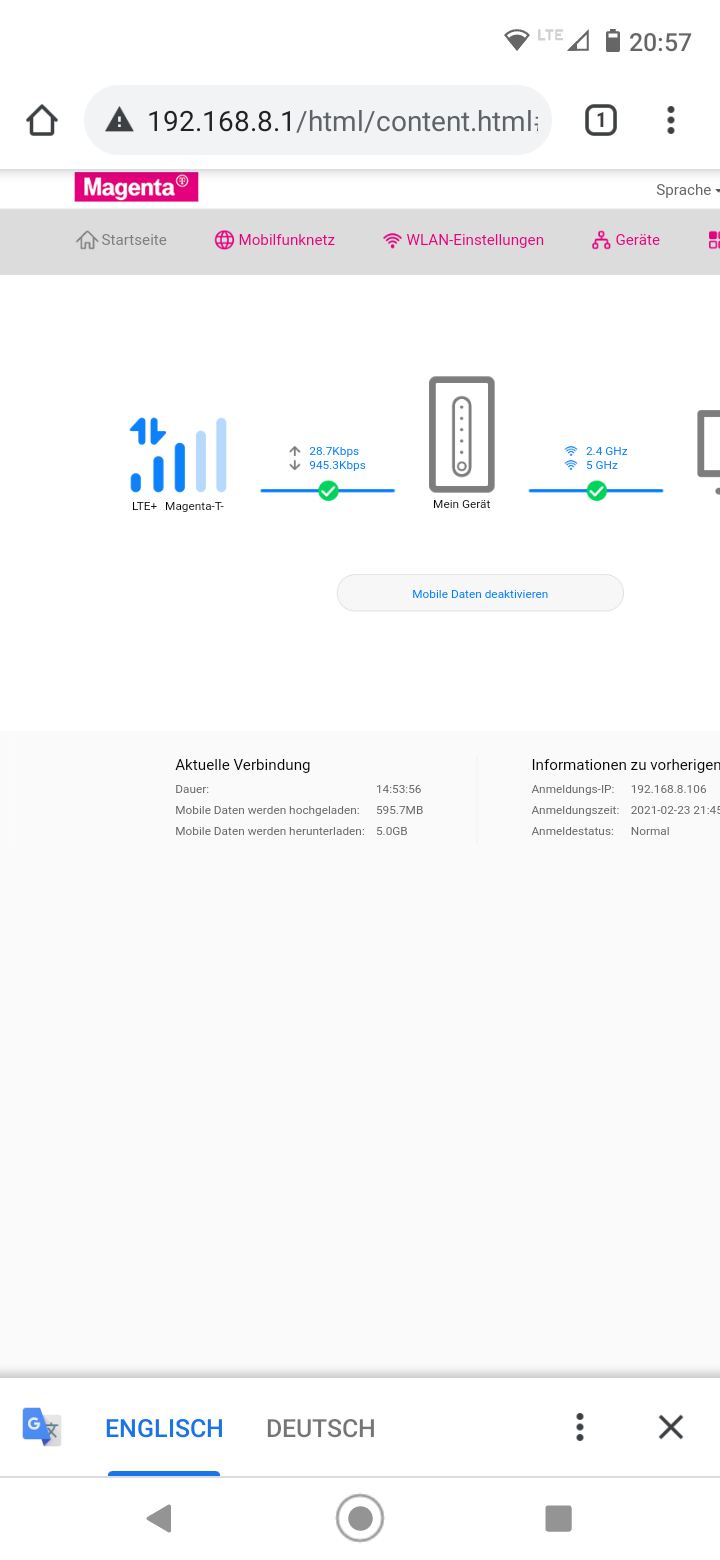 LTE 20:57
192.168.8.1/html/content.html 1
Magenta T
Sprache
Startseite Mobilfunknetz WLAN-Einstellungen Geräte
28.7Kbps 2.4 GHz
945.3Kbps 5 GHz
LTE+ Magenta-T- Mein Gerät
Mobile Daten deaktivieren
Aktuelle Verbindung Informationen zu vorherigen
Dauer: 14:53:56 Anmeldungs-IP: 192.168.8.106
Mobile Daten werden hochgeladen: 595.7MB Anmeldungszeit: 2021-02-23 21:45
Mobile Daten werden herunterladen: 5.0GB Anmeldestatus: Normal
G 文 ENGLISCH DEUTSCH